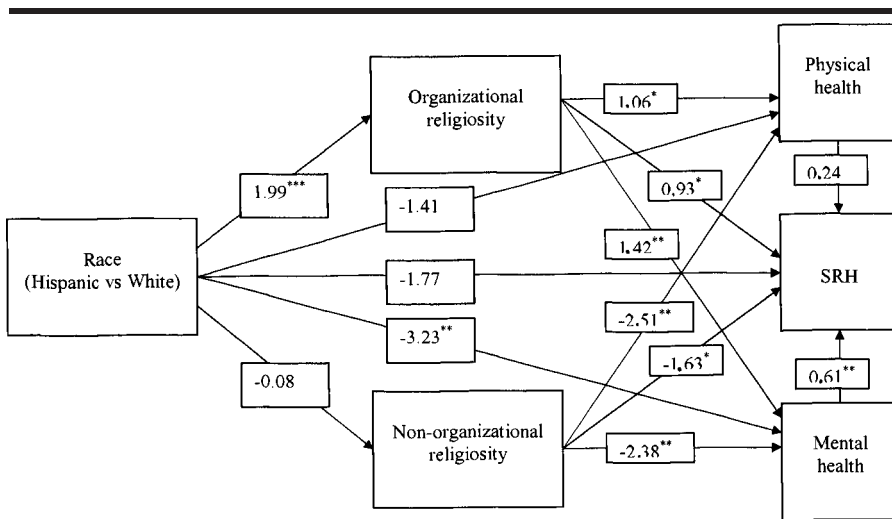 Physical
health
Organizational
religiosity
1.06*
0.24
1.99***
0.93*
-1.41
1.42**
Race
(Hispanic vs White)
-1.77
SRH
-3.23**
-2.51**
-1.63*
0.61**
-0.08
Non-organizational
religiosity
-2.38**
Mental
health